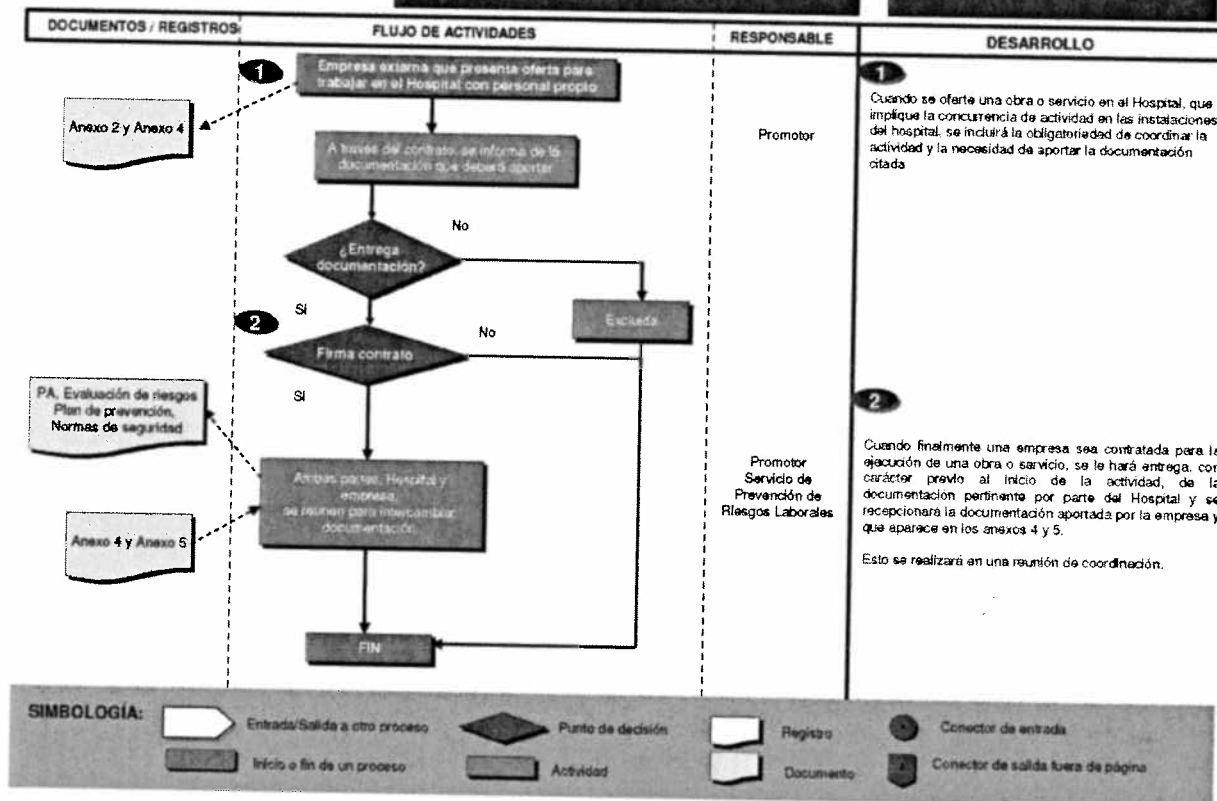 DOCUMENTOS / REGISTROS
FLUJO DE ACTIVIDADES
RESPONSABLE
DESARROLLO
1
Empresa externa que presenta oferta para
trabajar en el Hospital con personal propio
Anexo 2 y Anexo 4
A través del contrato, se informa de la
documentación que deberá aportar
Promotor
1
Cuando se oferte una obra o servicio en el Hospital, que
implique la concurrencia de actividad en las instalaciones
del hospital, se incluirá la obligatoriedad de coordinar la
actividad y la necesidad de aportar la documentación
citada
¿Entrega
documentación?
No
Si
Excluida
2
Firma contrato
No
Si
PA, Evaluación de riesgos
Plan de prevención,
Normas de seguridad
Ambas partes, Hospital y
empresa,
se reunen para intercambiar
documentación.
Anexo 4 y Anexo 5
Promotor
Servicio de
Prevención de
Riesgos Laborales
2
Cuando finalmente una empresa sea contratada para la
ejecución de una obra o servicio, se le hará entrega, con
carácter previo al inicio de la actividad, de la
documentación pertinente por parte del Hospital y se
recepcionará la documentación aportada por la empresa y
que aparece en los anexos 4 y 5.
Esto se realizará en una reunión de coordinación.
FIN
SIMBOLOGÍA:
Entrada/Salida a otro proceso
Punto de decisión
Registro
Conector de entrada
Inicio o fin de un proceso
Actividad
Documento
Conector de salida fuera de página